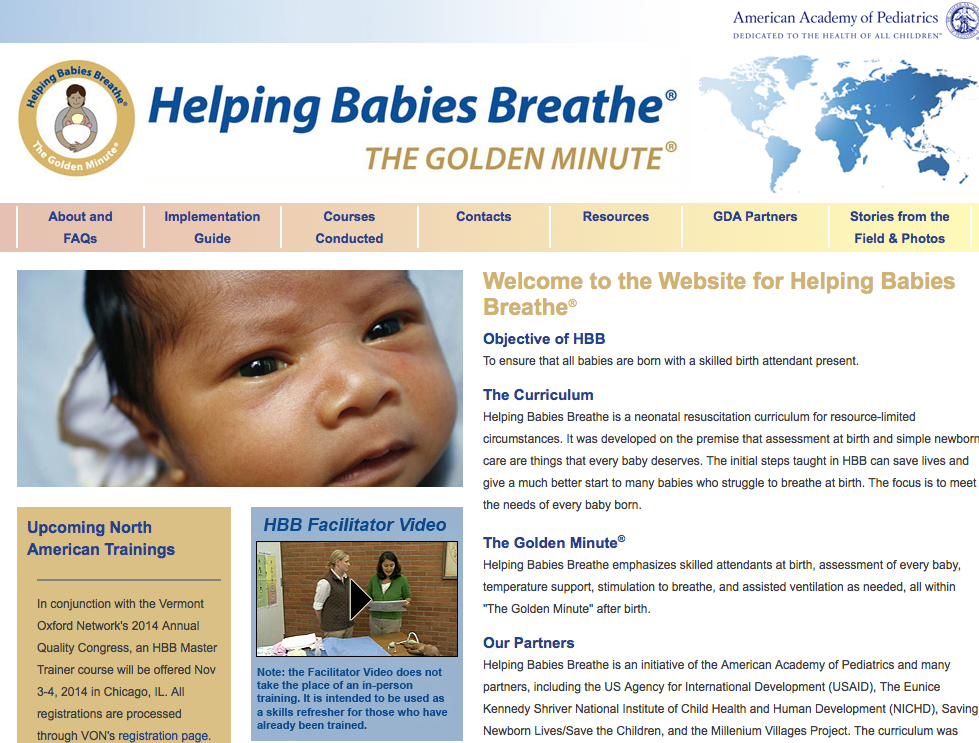 American Academy of Pediatrics
DEDICATED TO THE HEALTH OF ALL CHILDREN™
Helping Babies Breathe®
The Golden Minute®
Helping Babies Breathe®
THE GOLDEN MINUTE®
About and
FAQs
Implementation
Guide
Courses
Conducted
Contacts
Resources
GDA Partners
Stories from the
Field & Photos
Upcoming North
American Trainings
In conjunction with the Vermont
Oxford Network's 2014 Annual
Quality Congress, an HBB Master
Trainer course will be offered Nov
3-4, 2014 in Chicago, IL. All
registrations are processed
through VON's registration page.
HBB Facilitator Video
Note: the Facilitator Video does not
take the place of an in-person
training. It is intended to be used as
a skills refresher for those who have
already been trained.
Welcome to the Website for Helping Babies
Breathe®
Objective of HBB
To ensure that all babies are born with a skilled birth attendant present.
The Curriculum
Helping Babies Breathe is a neonatal resuscitation curriculum for resource-limited
circumstances. It was developed on the premise that assessment at birth and simple newborn
care are things that every baby deserves. The initial steps taught in HBB can save lives and
give a much better start to many babies who struggle to breathe at birth. The focus is to meet
the needs of every baby born.
The Golden Minute®
Helping Babies Breathe emphasizes skilled attendants at birth, assessment of every baby,
temperature support, stimulation to breathe, and assisted ventilation as needed, all within
"The Golden Minute" after birth.
Our Partners
Helping Babies Breathe is an initiative of the American Academy of Pediatrics and many
partners, including the US Agency for International Development (USAID), The Eunice
Kennedy Shriver National Institute of Child Health and Human Development (NICHD), Saving
Newborn Lives/Save the Children, and the Millenium Villages Project. The curriculum was